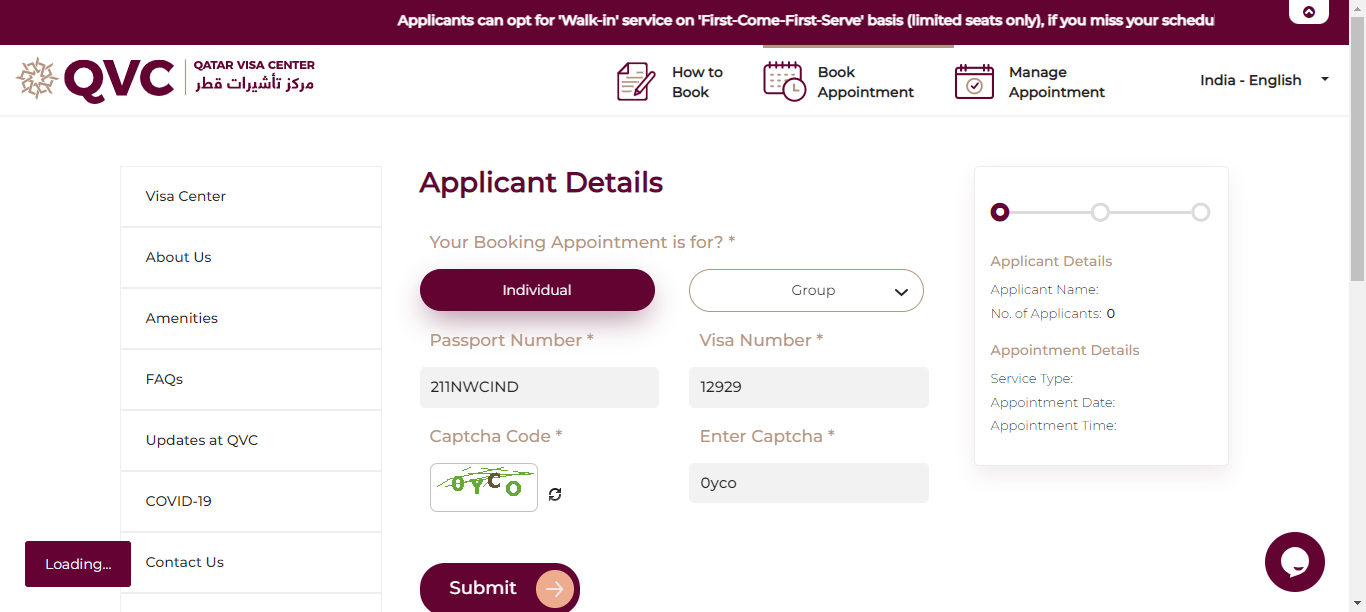 Applicants can opt for 'Walk-in' service on 'First-Come-First-Serve' basis (limited seats only), if you miss your schedul
QVC
QATAR VISA CENTER
مركز تأشيرات قطر
How to
Book
Book
Appointment
Manage
Appointment
India - English
Visa Center
About Us
Amenities
FAQs
Updates at QVC
COVID-19
Contact Us
Loading...
Applicant Details
Your Booking Appointment is for? *
Individual
Group
Passport Number *
Visa Number *
211NWCIND
12929
Captcha Code *
Enter Captcha *
0YCO
0yco
Submit
Applicant Details
Applicant Name:
No. of Applicants: 0
Appointment Details
Service Type:
Appointment Date:
Appointment Time: